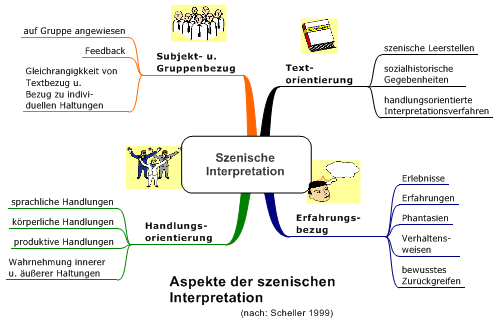 auf Gruppe angewiesen
Feedback
Gleichrangigkeit von
Textbezug u.
Bezug zu indivi-
duellen Haltungen
Subjekt- u.
Gruppenbezug
Text-
orientierung
szenische Leerstellen
sozialhistorische
Gegebenheiten
handlungsorientierte
Interpretationsverfahren
Szenische
Interpretation
sprachliche Handlungen
körperliche Handlungen
produktive Handlungen
Wahrnehmung innerer
u. äußerer Haltungen
Handlungs-
orientierung
Erfahrungs-
bezug
Erlebnisse
Erfahrungen
Phantasien
Verhaltens-
weisen
bewusstes
Zurückgreifen
Aspekte der szenischen
Interpretation
(nach: Scheller 1999)